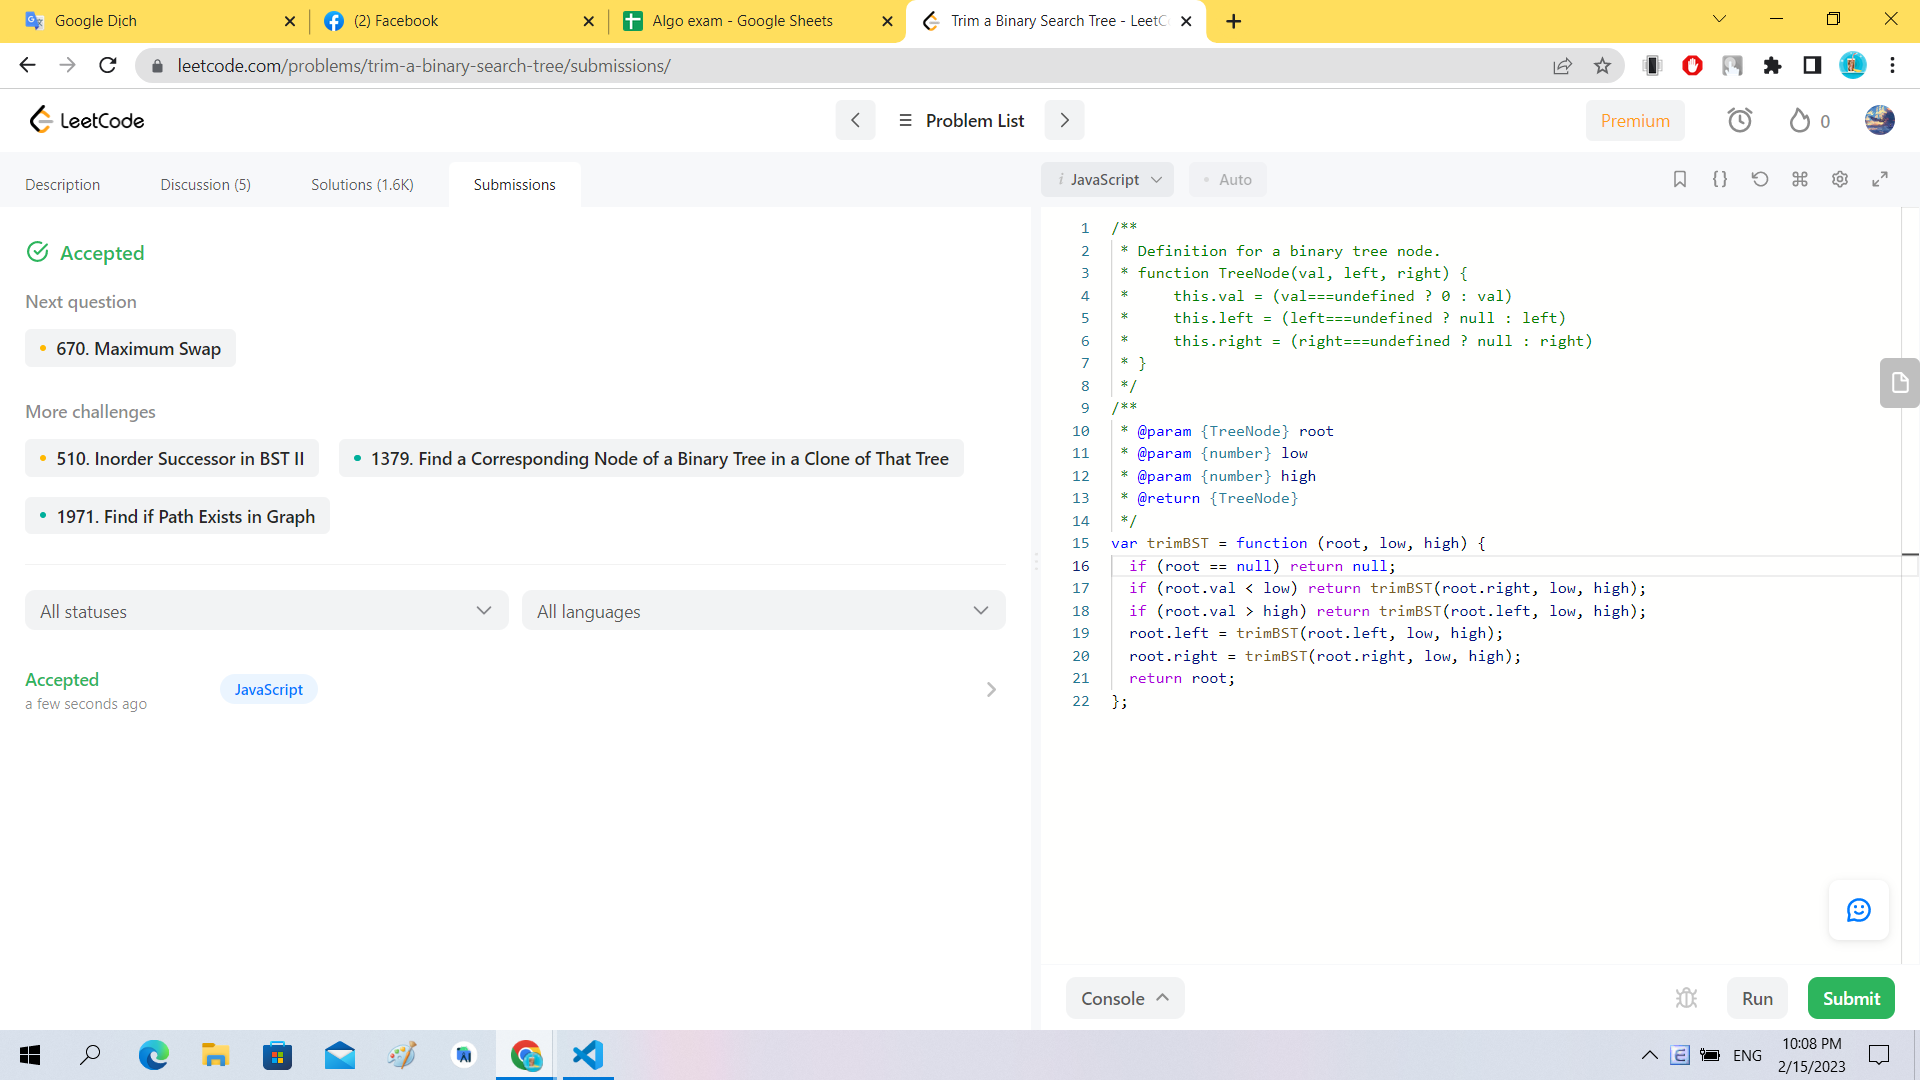 Google Dịch
(2) Facebook
Algo exam - Google Sheets
Trim a Binary Search Tree - LeetC
leetcode.com/problems/trim-a-binary-search-tree/submissions/
LeetCode
Problem List
Premium
0
Description
Discussion (5)
Solutions (1.6K)
Submissions
i JavaScript
• Auto
Accepted
Next question
• 670. Maximum Swap
More challenges
• 510. Inorder Successor in BST II
• 1379. Find a Corresponding Node of a Binary Tree in a Clone of That Tree
• 1971. Find if Path Exists in Graph
All statuses
All languages
Accepted
a few seconds ago
JavaScript
1 /**
2  * Definition for a binary tree node.
3  * function TreeNode(val, left, right) {
4  *     this.val = (val===undefined ? 0 : val)
5  *     this.left = (left===undefined ? null : left)
6  *     this.right = (right===undefined ? null : right)
7  * }
8  */
9 /**
10  * @param {TreeNode} root
11  * @param {number} low
12  * @param {number} high
13  * @return {TreeNode}
14  */
15 var trimBST = function (root, low, high) {
16   if (root == null) return null;
17   if (root.val < low) return trimBST(root.right, low, high);
18   if (root.val > high) return trimBST(root.left, low, high);
19   root.left = trimBST(root.left, low, high);
20   root.right = trimBST(root.right, low, high);
21   return root;
22 };
Console
Run
Submit
E
ENG
10:08 PM
2/15/2023